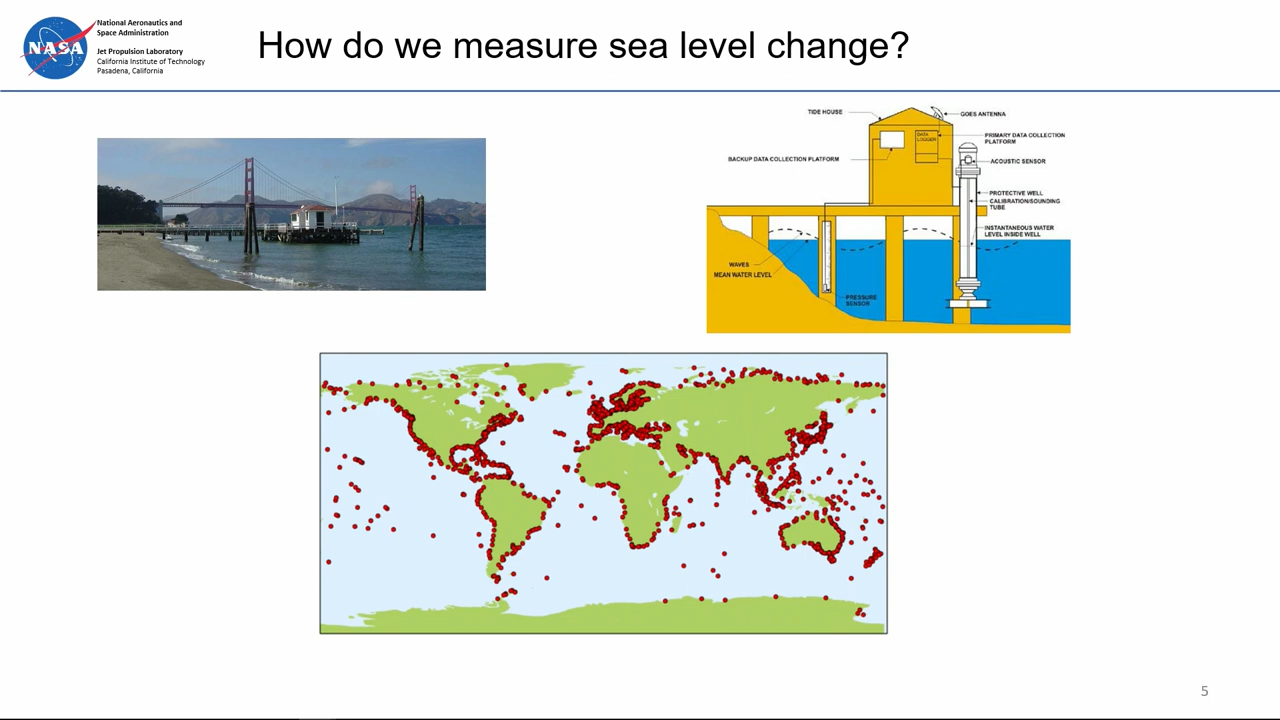 NASA
National Aeronautics and
Space Administration
Jet Propulsion Laboratory
California Institute of Technology
Pasadena, California
How do we measure sea level change?
TIDE HOUSE
GOES ANTENNA
DATA
LOGGER
PRIMARY DATA COLLECTION
PLATFORM
BACKUP DATA COLLECTION PLATFORM
ACOUSTIC SENSOR
PROTECTIVE WELL
CALIBRATION/SOUNDING
TUBE
INSTANTANEOUS WATER
LEVEL INSIDE WELL
WAVES
MEAN WATER LEVEL
PRESSURE
SENSOR
5